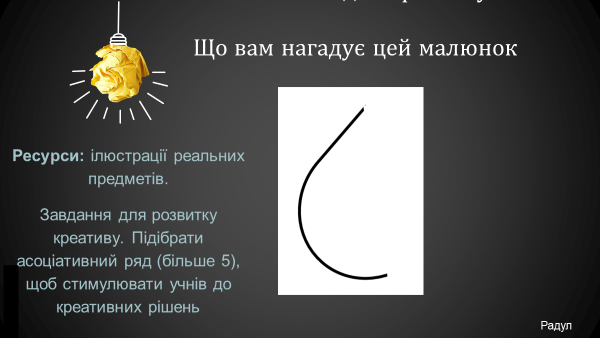 Що вам нагадує цей малюнок
Ресурси: ілюстрації реальних
предметів.
Завдання для розвитку
креативу. Підібрати
асоціативний ряд (більше 5),
щоб стимулювати учнів до
креативних рішень
Радул